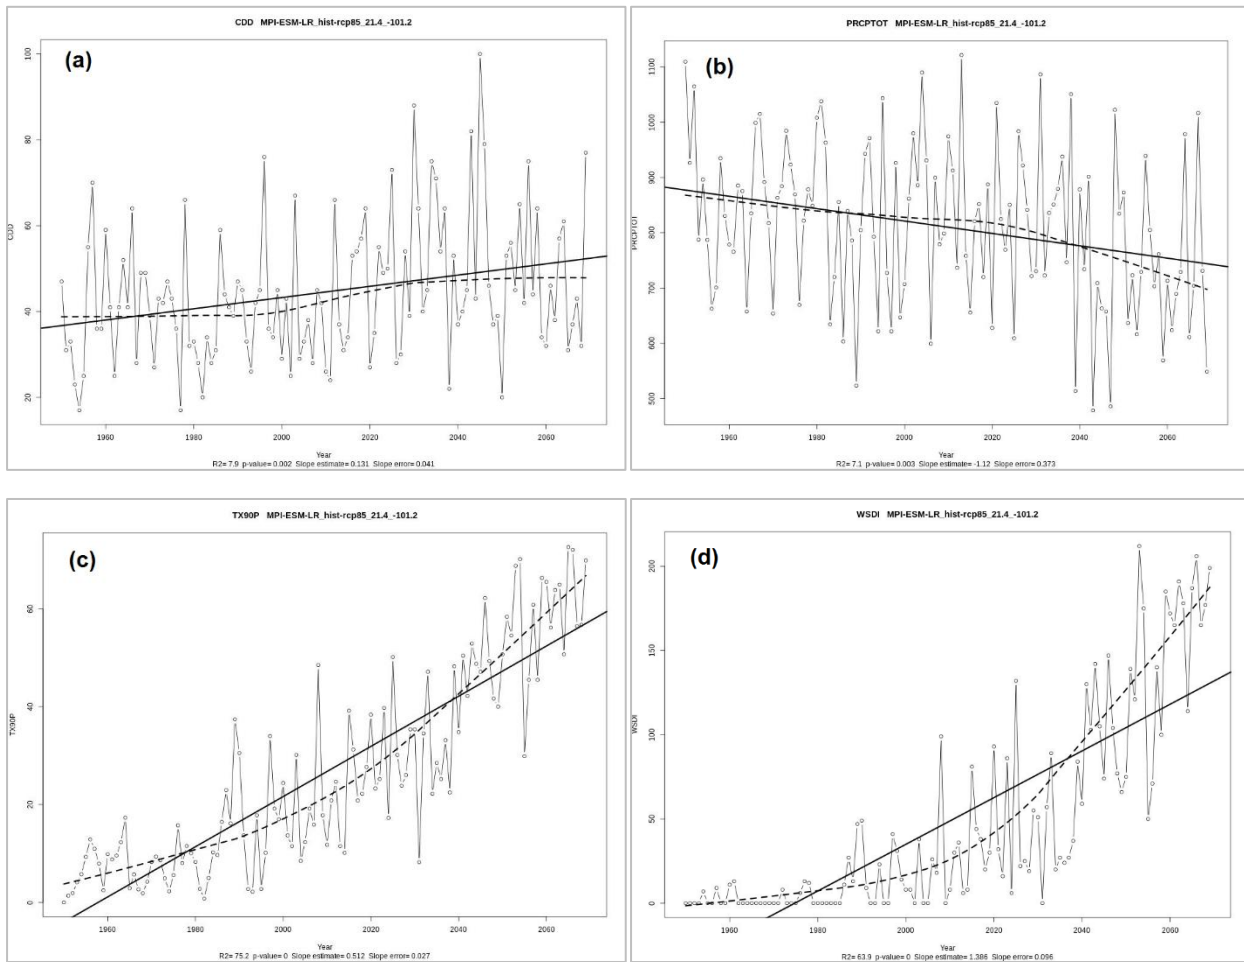 CDD MPI-ESM-LR_hist-rcp85_21.4_-101.2
(a)
CDD
100
80
60
40
20
1960 1980 2000 2020 2040 2060
Year
R2= 7.9 p-value= 0.002 Slope estimate= 0.131 Slope error= 0.041
PRCPTOT MPI-ESM-LR_hist-rcp85_21.4_-101.2
(b)
PRCPTOT
1100
1000
900
800
700
600
500
1960 1980 2000 2020 2040 2060
Year
R2= 7.1 p-value= 0.003 Slope estimate= -1.12 Slope error= 0.373
TX90P MPI-ESM-LR_hist-rcp85_21.4_-101.2
(c)
TX90P
60
40
20
0
1960 1980 2000 2020 2040 2060
Year
R2= 75.2 p-value= 0 Slope estimate= 0.512 Slope error= 0.027
WSDI MPI-ESM-LR_hist-rcp85_21.4_-101.2
(d)
WSDI
200
150
100
50
0
1960 1980 2000 2020 2040 2060
Year
R2= 63.9 p-value= 0 Slope estimate= 1.386 Slope error= 0.096